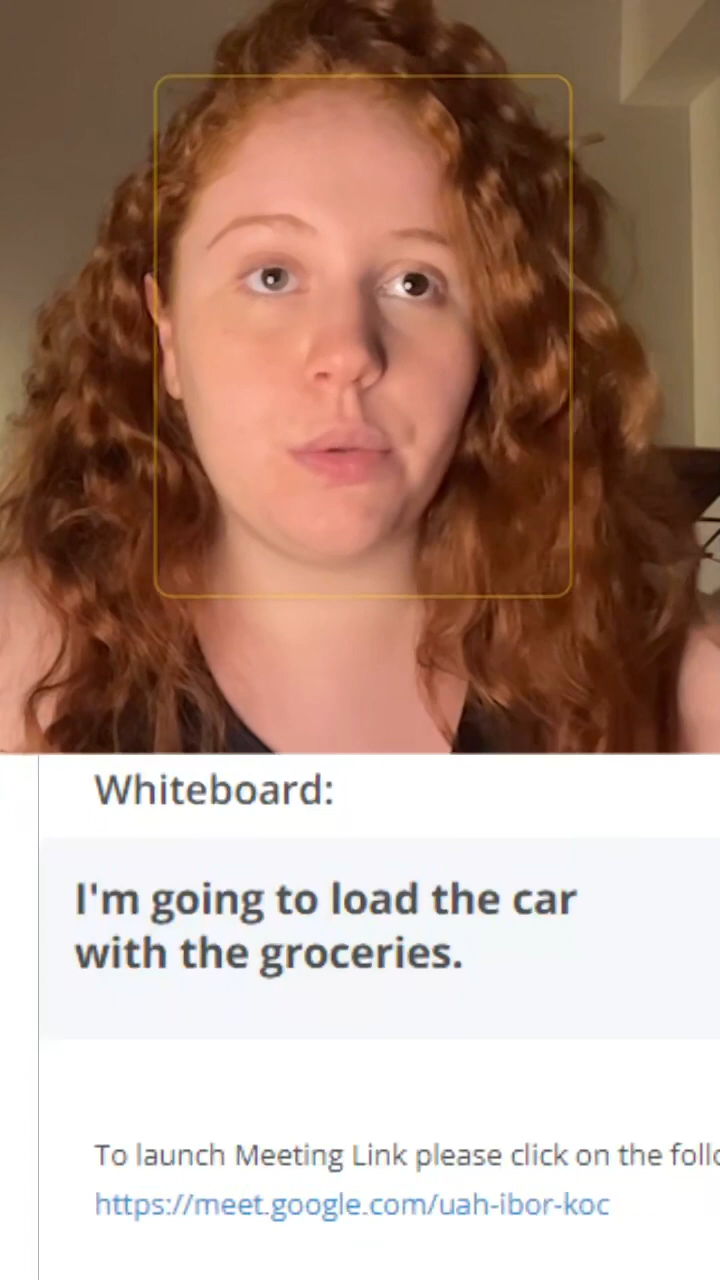 Whiteboard:
I'm going to load the car
with the groceries.
To launch Meeting Link please click on the
https://meet.google.com/uah-ibor-koc